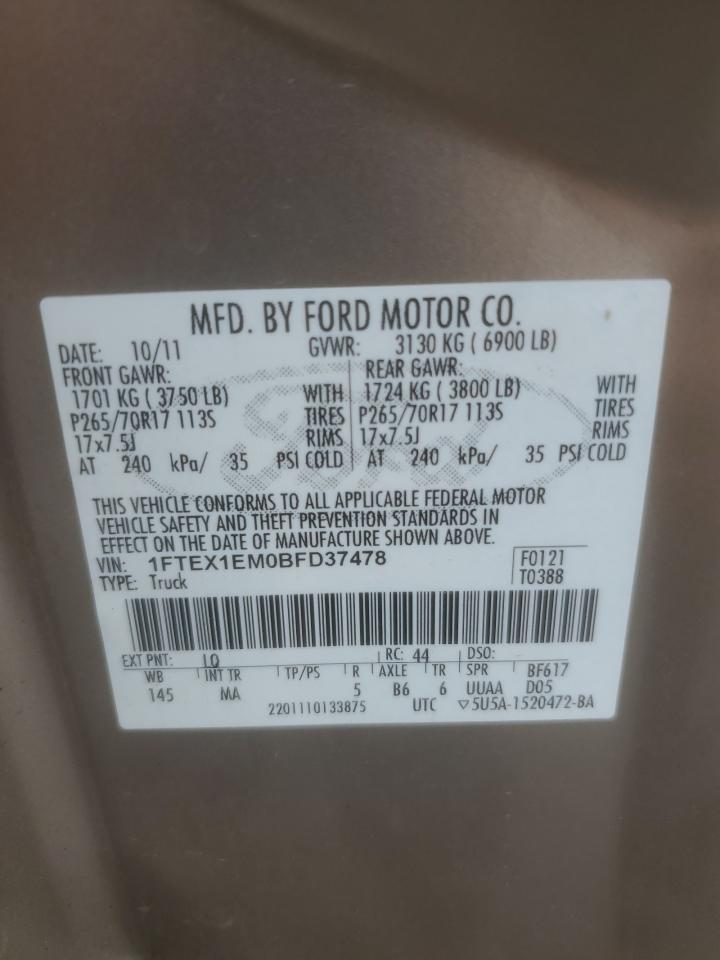 MFD. BY FORD MOTOR CO.
DATE: 10/11 GVWR: 3130 KG ( 6900 LB)
FRONT GAWR: REAR GAWR:
1701 KG ( 3750 LB) WITH 1724 KG ( 3800 LB) WITH
P265/70R17 113S TIRES P265/70R17 113S TIRES
17x7.5J RIMS 17x7.5J RIMS
AT 240 kPa/ 35 PSI COLD AT 240 kPa/ 35 PSI COLD
Ford
THIS VEHICLE CONFORMS TO ALL APPLICABLE FEDERAL MOTOR
VEHICLE SAFETY AND THEFT PREVENTION STANDARDS IN
EFFECT ON THE DATE OF MANUFACTURE SHOWN ABOVE.
VIN: 1FTEX1EM0BFD37478 F0121
TYPE: Truck T0388
EXT PNT: LQ RC: 44 DSO:
WB INT TR TP/PS R AXLE TR SPR BF617
145 MA 5 B6 6 UUAA D05
2201110133875 UTC ▽5U5A-1520472-BA